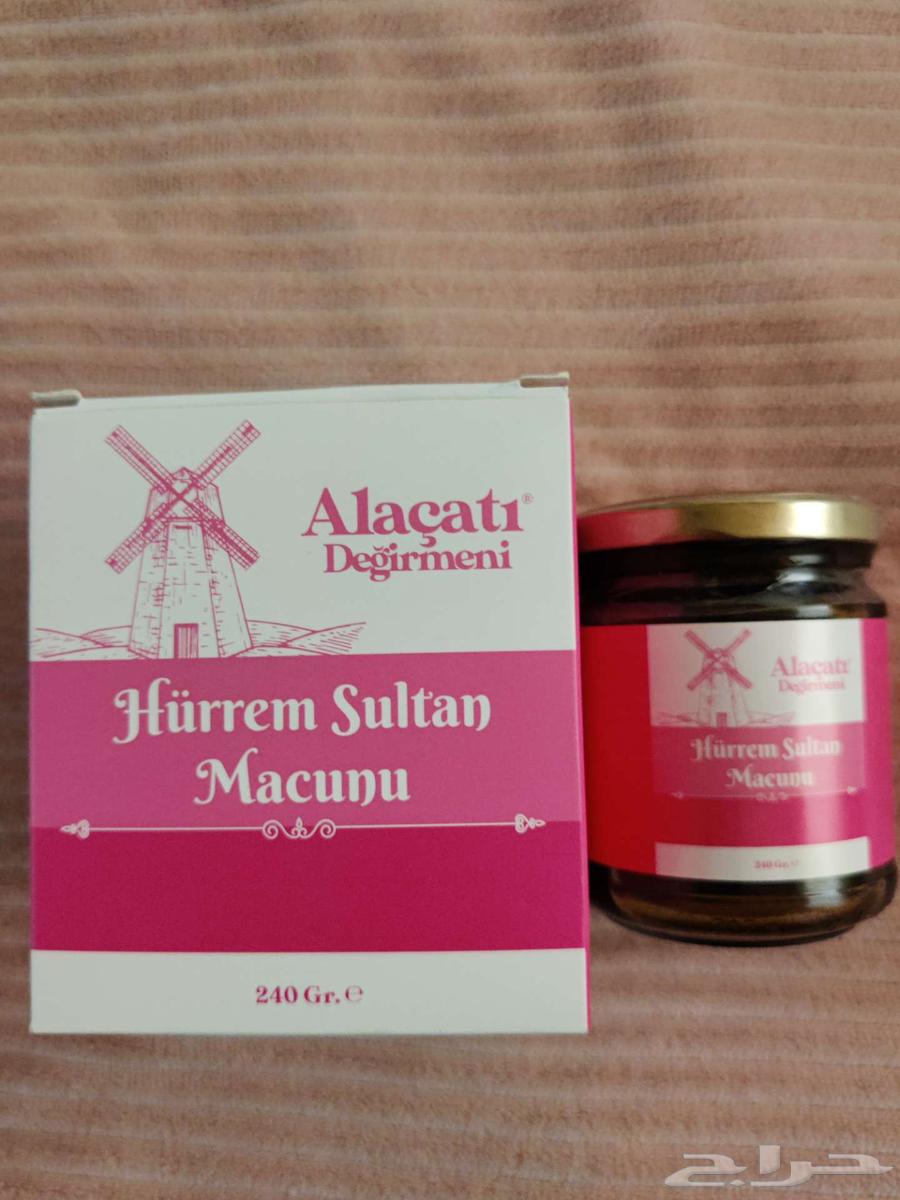 Alaçatı®
Değirmeni
Hürrem Sultan
Macunu
240 Gr. ℮
Alaçatı
Değirmeni
Hürrem Sultan
Macunu
240 Gr. ℮
حراج